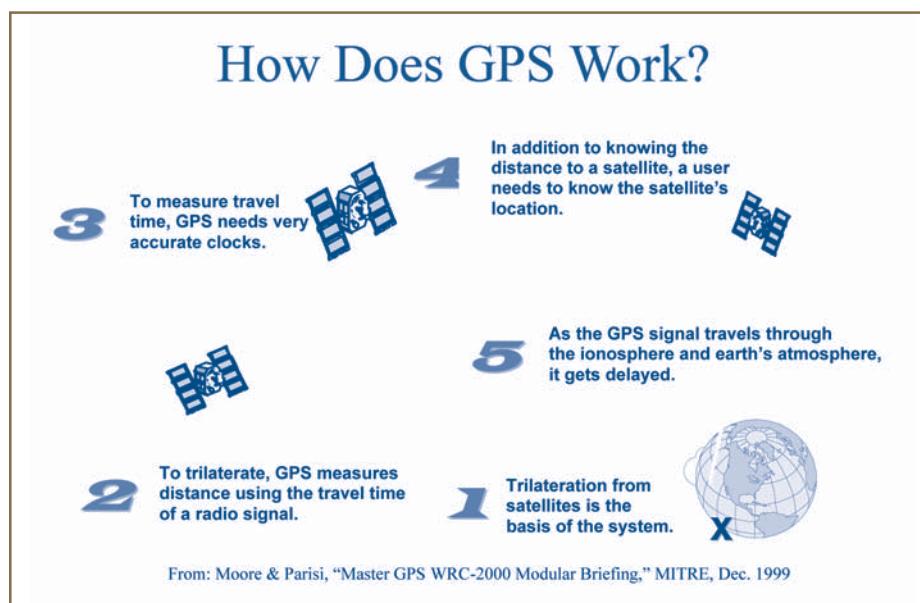 How Does GPS Work?
1
Trilateration from
satellites is the
basis of the system.
X
2
To trilaterate, GPS measures
distance using the travel time
of a radio signal.
3
To measure travel
time, GPS needs very
accurate clocks.
4
In addition to knowing the
distance to a satellite, a user
needs to know the satellite's
location.
5
As the GPS signal travels through
the ionosphere and earth's atmosphere,
it gets delayed.
From: Moore & Parisi, “Master GPS WRC-2000 Modular Briefing,” MITRE, Dec. 1999